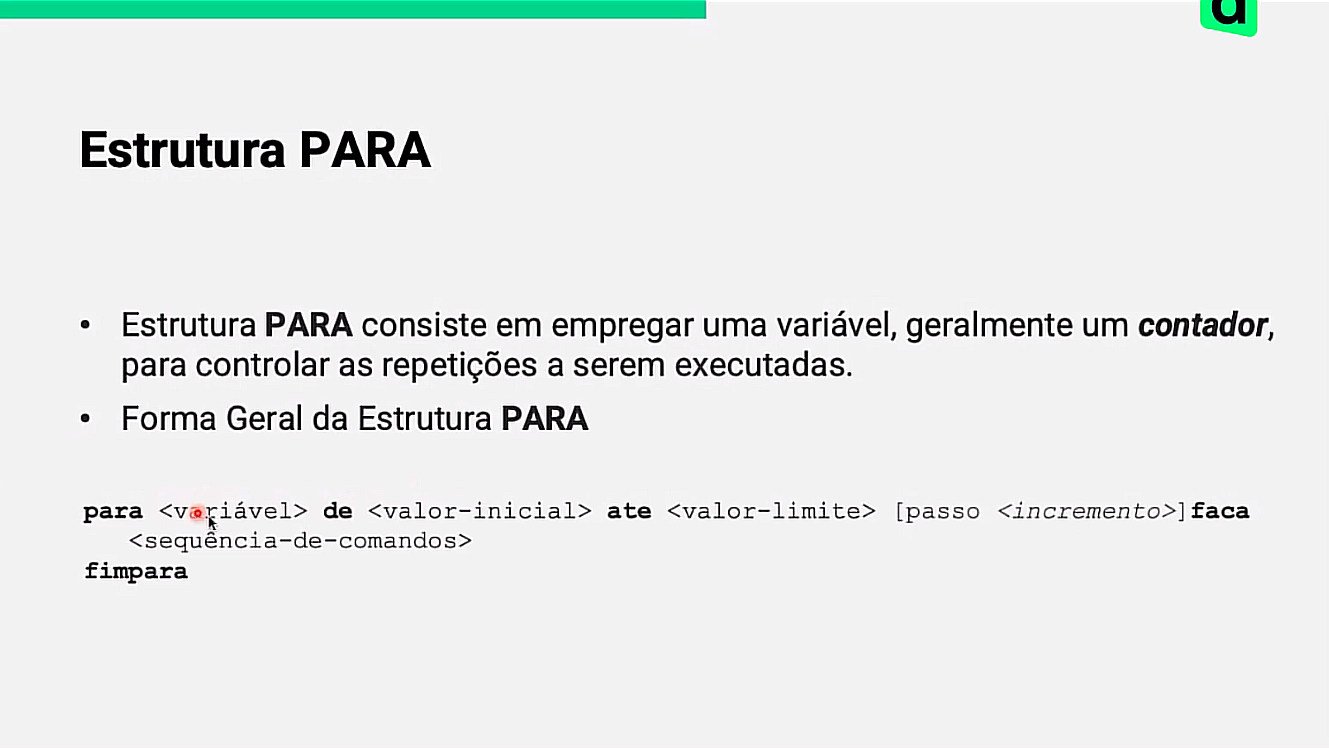 d
Estrutura PARA
• Estrutura PARA consiste em empregar uma variável, geralmente um contador,
para controlar as repetições a serem executadas.
• Forma Geral da Estrutura PARA
para <variável> de <valor-inicial> ate <valor-limite> [passo <incremento>]faca
<sequência-de-comandos>
fimpara